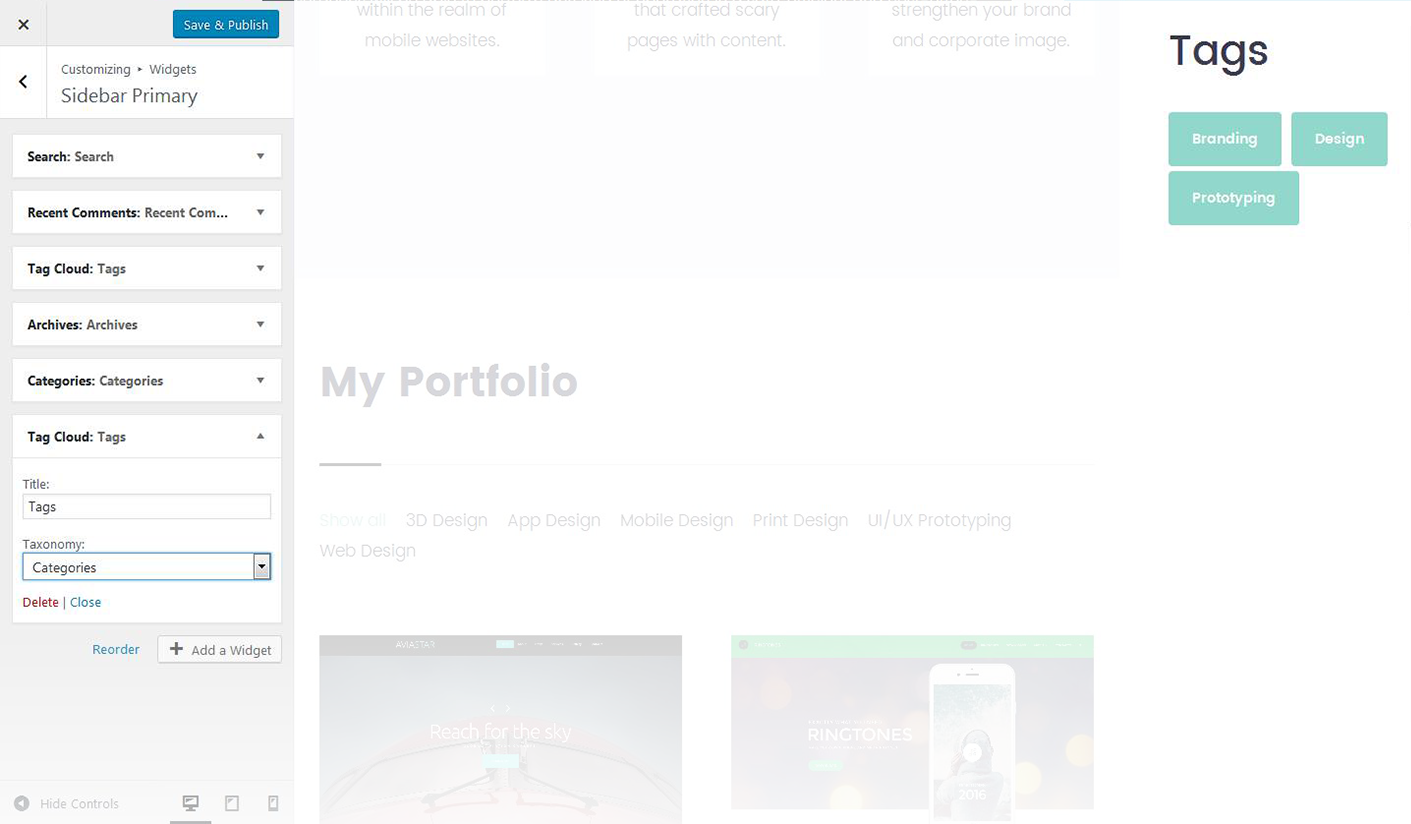 Save & Publish
Customizing ▸ Widgets
Sidebar Primary
Search: Search
Recent Comments: Recent Com...
Tag Cloud: Tags
Archives: Archives
Categories: Categories
Tag Cloud: Tags
Title:
Tags
Taxonomy:
Categories
Delete | Close
Reorder
Add a Widget
Hide Controls
within the realm of
mobile websites.
that crafted scary
pages with content.
strengthen your brand
and corporate image.
My Portfolio
Show all 3D Design App Design Mobile Design Print Design UI/UX Prototyping
Web Design
AVIASTAR
Reach for the sky
RINGTONES
2016
Tags
Branding Design
Prototyping